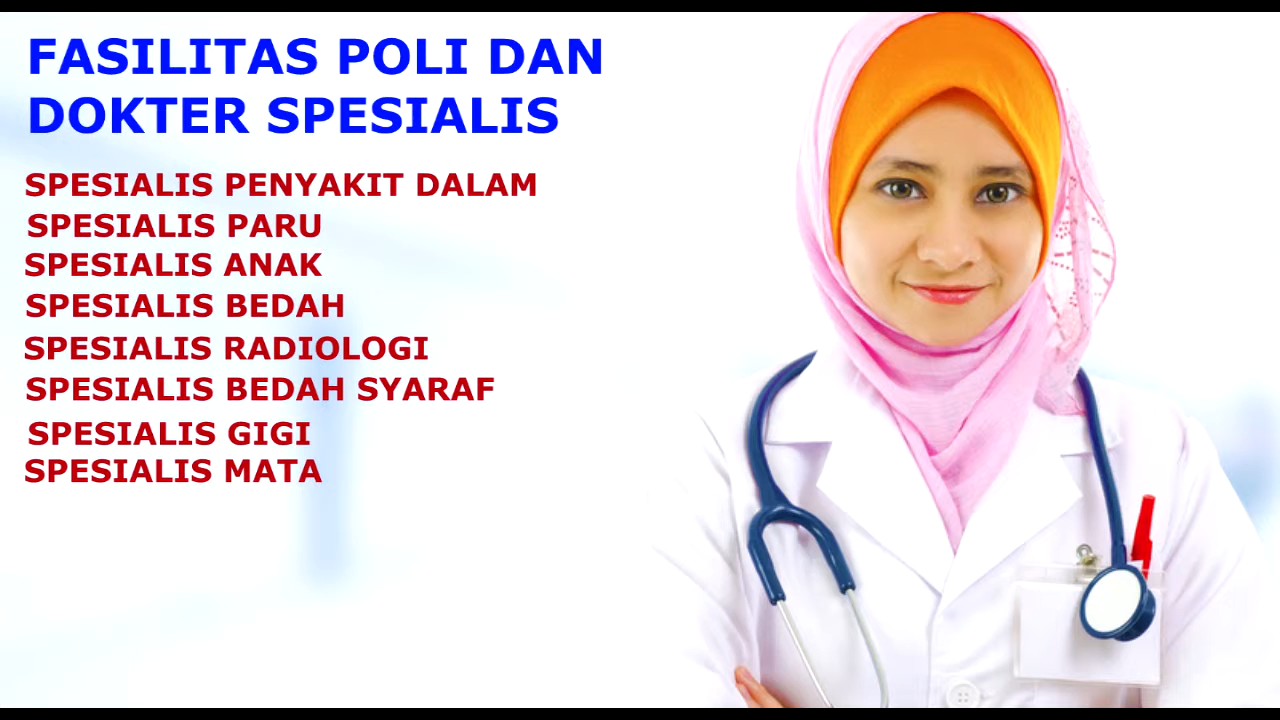 FASILITAS POLI DAN
DOKTER SPESIALIS
SPESIALIS PENYAKIT DALAM
SPESIALIS PARU
SPESIALIS ANAK
SPESIALIS BEDAH
SPESIALIS RADIOLOGI
SPESIALIS BEDAH SYARAF
SPESIALIS GIGI
SPESIALIS MATA